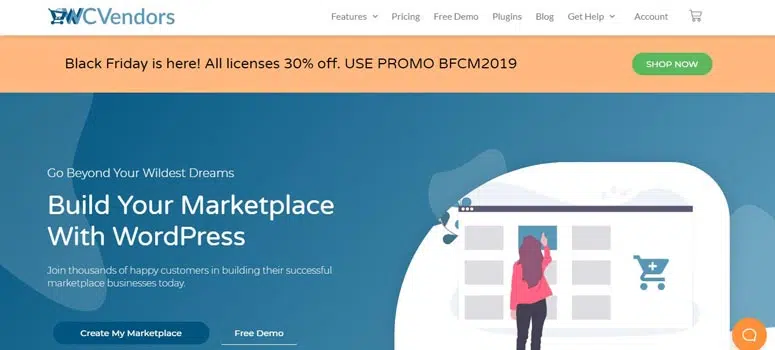 WCVendors
Features Pricing Free Demo Plugins Blog Get Help Account
Black Friday is here! All licenses 30% off. USE PROMO BFCM2019
SHOP NOW
Go Beyond Your Wildest Dreams
Build Your Marketplace
With WordPress
Join thousands of happy customers in building their successful
marketplace businesses today.
Create My Marketplace
Free Demo